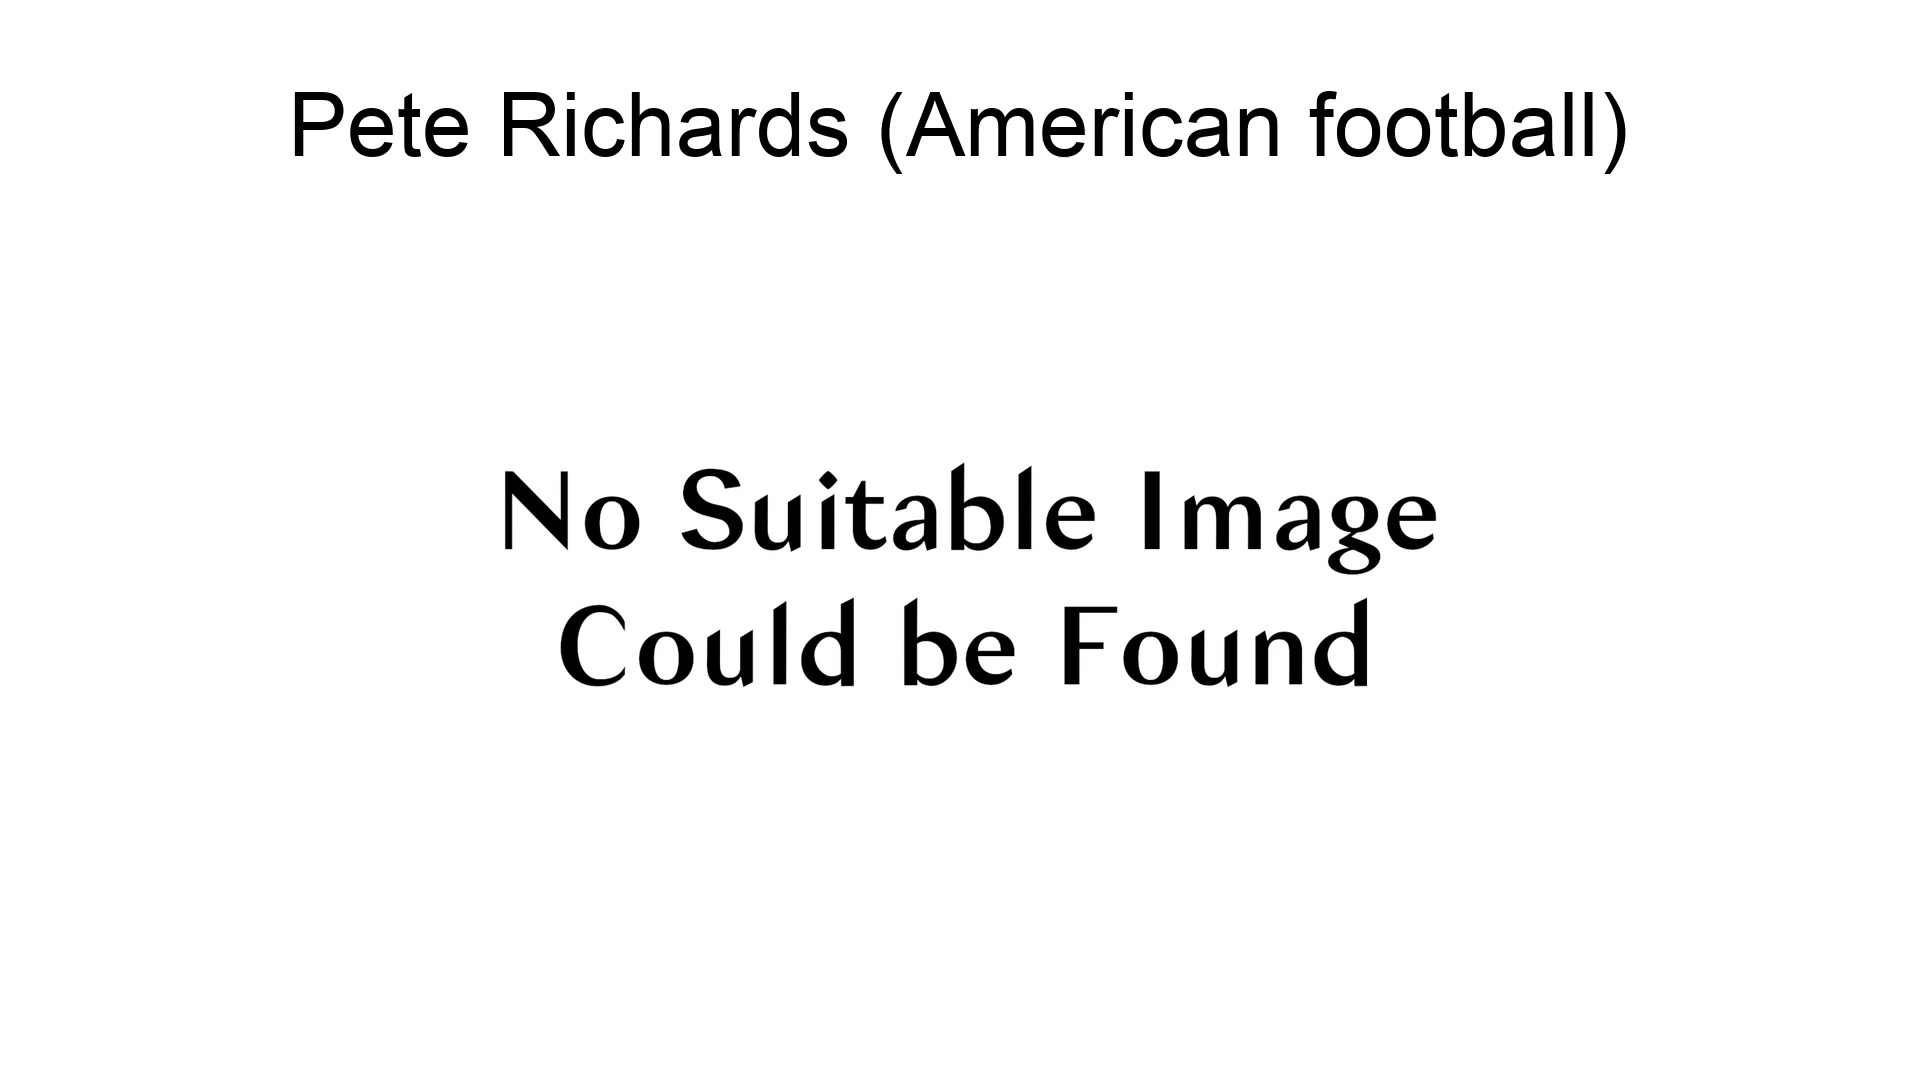 Pete Richards (American football)
No Suitable Image
Could be Found